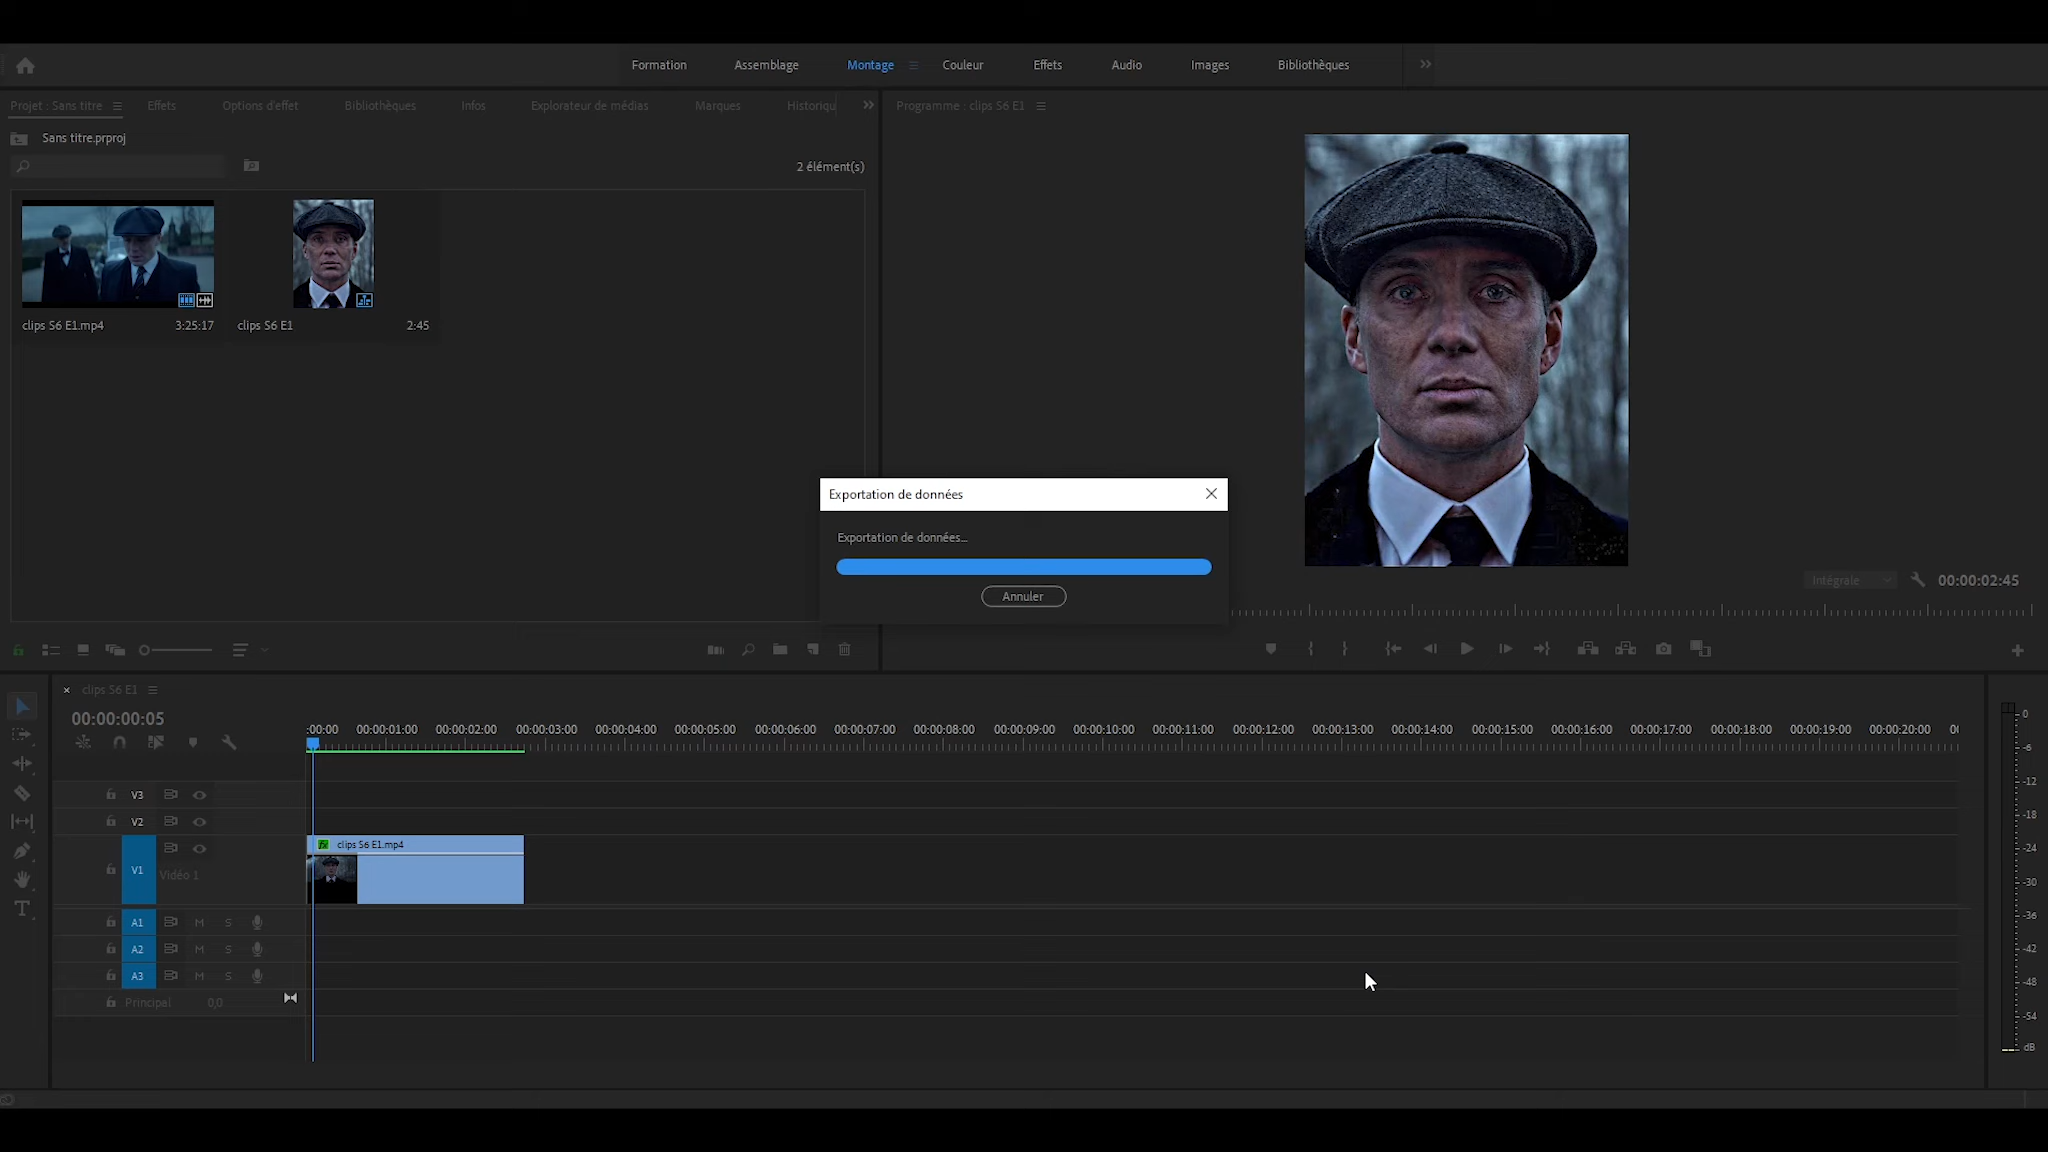 Formation Assemblage Montage Couleur Effets Audio Images Bibliothèques
Projet : Sans titre Effets Options d'effet Bibliothèques Infos Explorateur de médias Marques Historiqu
Programme : clips S6 E1
Sans titre.prproj
2 élément(s)
clips S6 E1.mp4 3:25:17
clips S6 E1 2:45
Exportation de données
Exportation de données...
Annuler
Intégrale
00:00:02:45
clips S6 E1
00:00:00:05
:00:00 00:00:01:00 00:00:02:00 00:00:03:00 00:00:04:00 00:00:05:00 00:00:06:00 00:00:07:00 00:00:08:00 00:00:09:00 00:00:10:00 00:00:11:00 00:00:12:00 00:00:13:00 00:00:14:00 00:00:15:00 00:00:16:00 00:00:17:00 00:00:18:00 00:00:19:00 00:00:20:00
V3
V2
fx clips S6 E1.mp4
V1 Vidéo 1
A1 M S
A2 M S
A3 M S
Principal 0,0
0
-6
-12
-18
-24
-30
-36
-42
-48
-54
dB